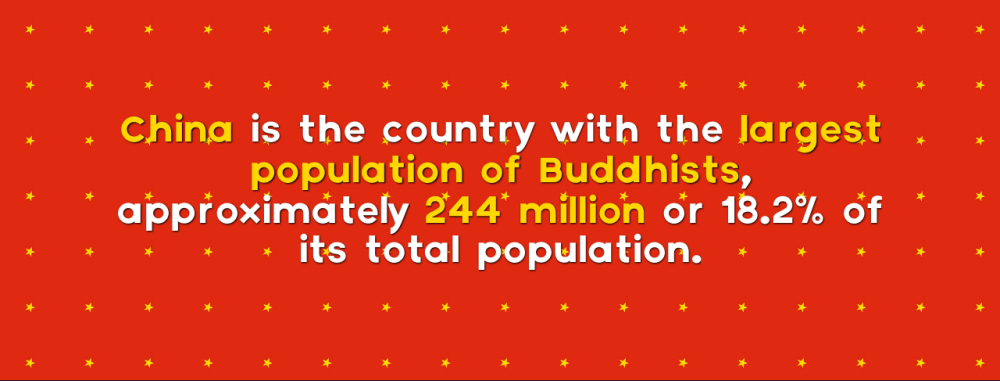 China is the country with the largest
population of Buddhists,
approximately 244 million or 18.2% of
its total population.